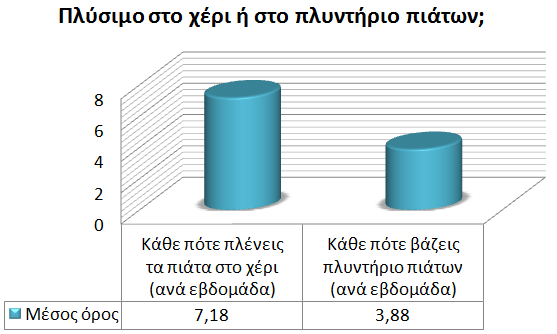 Πλύσιμο στο χέρι ή στο πλυντήριο πιάτων;
8
6
4
2
0
Κάθε πότε πλένεις
τα πιάτα στο χέρι
(ανά εβδομάδα)
Κάθε πότε βάζεις
πλυντήριο πιάτων
(ανά εβδομάδα)
Μέσος όρος 7,18 3,88